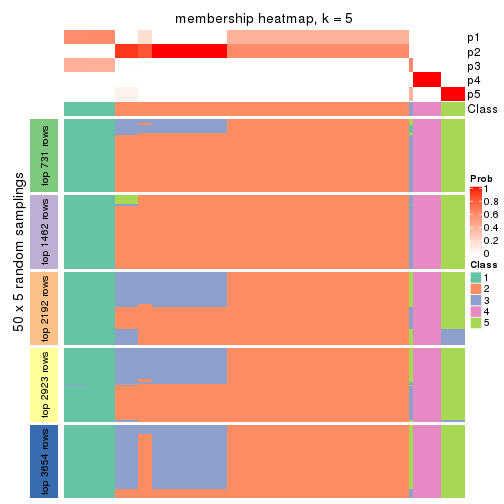 membership heatmap, k = 5
p1
p2
p3
p4
p5
Class
50 x 5 random samplings
top 731 rows
top 1462 rows
top 2192 rows
top 2923 rows
top 3654 rows
Prob
1
0.8
0.6
0.4
0.2
0
Class
1
2
3
4
5